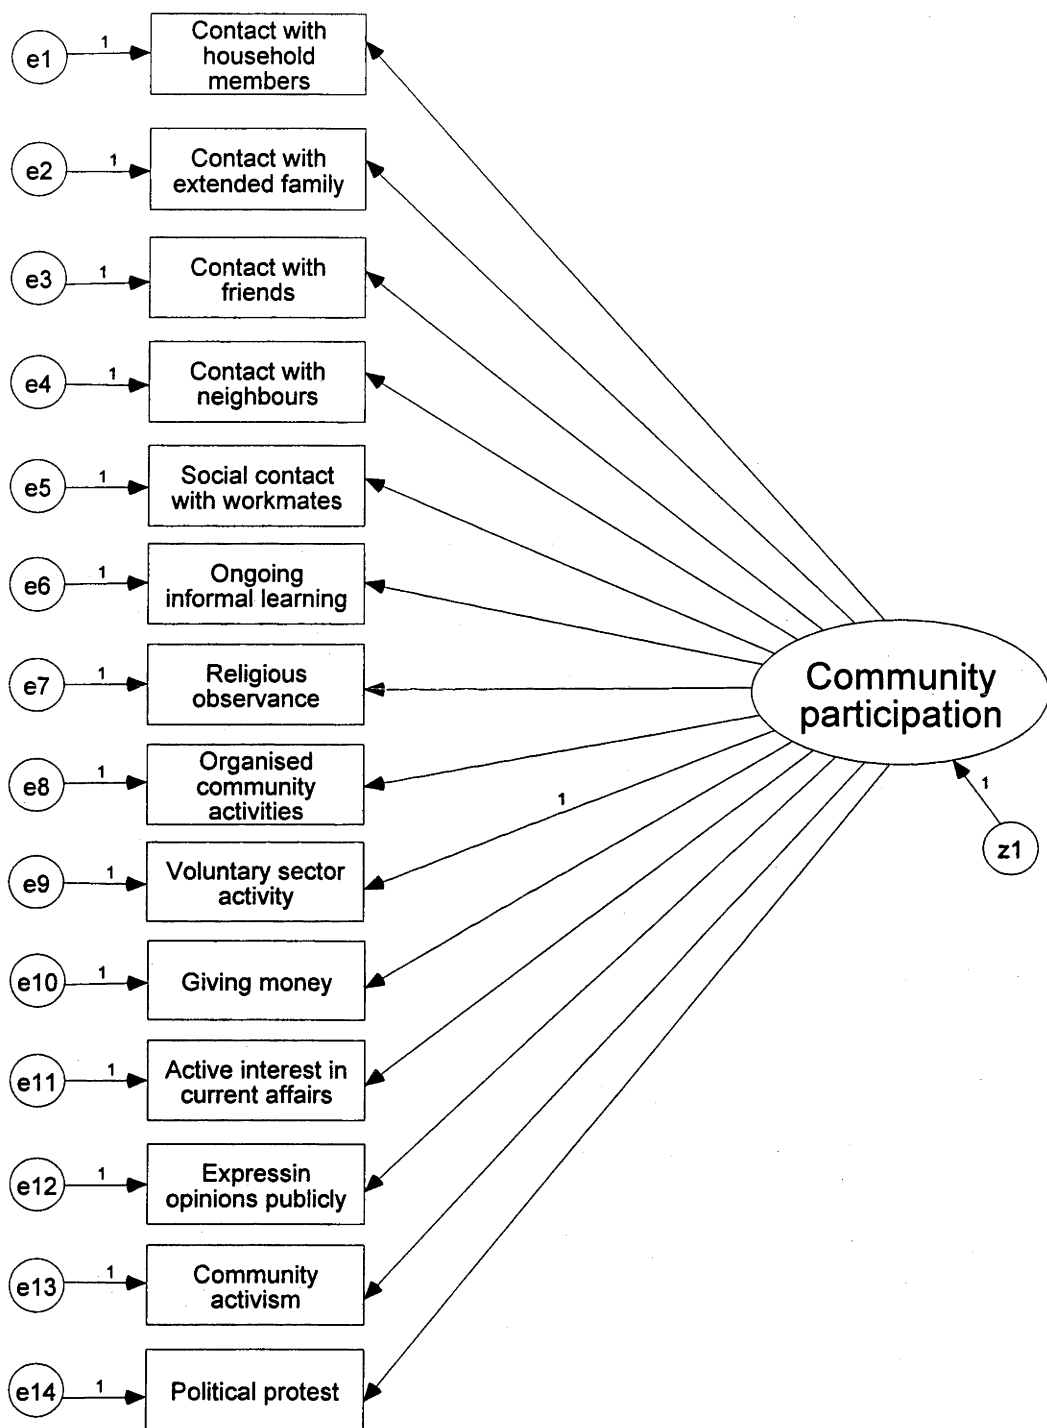 e1
1
Contact with
household
members
e2
1
Contact with
extended family
e3
1
Contact with
friends
e4
1
Contact with
neighbours
e5
1
Social contact
with workmates
e6
1
Ongoing
informal learning
e7
1
Religious
observance
e8
1
Organised
community
activities
e9
1
Voluntary sector
activity
1
e10
1
Giving money
e11
1
Active interest in
current affairs
e12
1
Expressin
opinions publicly
e13
1
Community
activism
e14
1
Political protest
Community
participation
1
z1